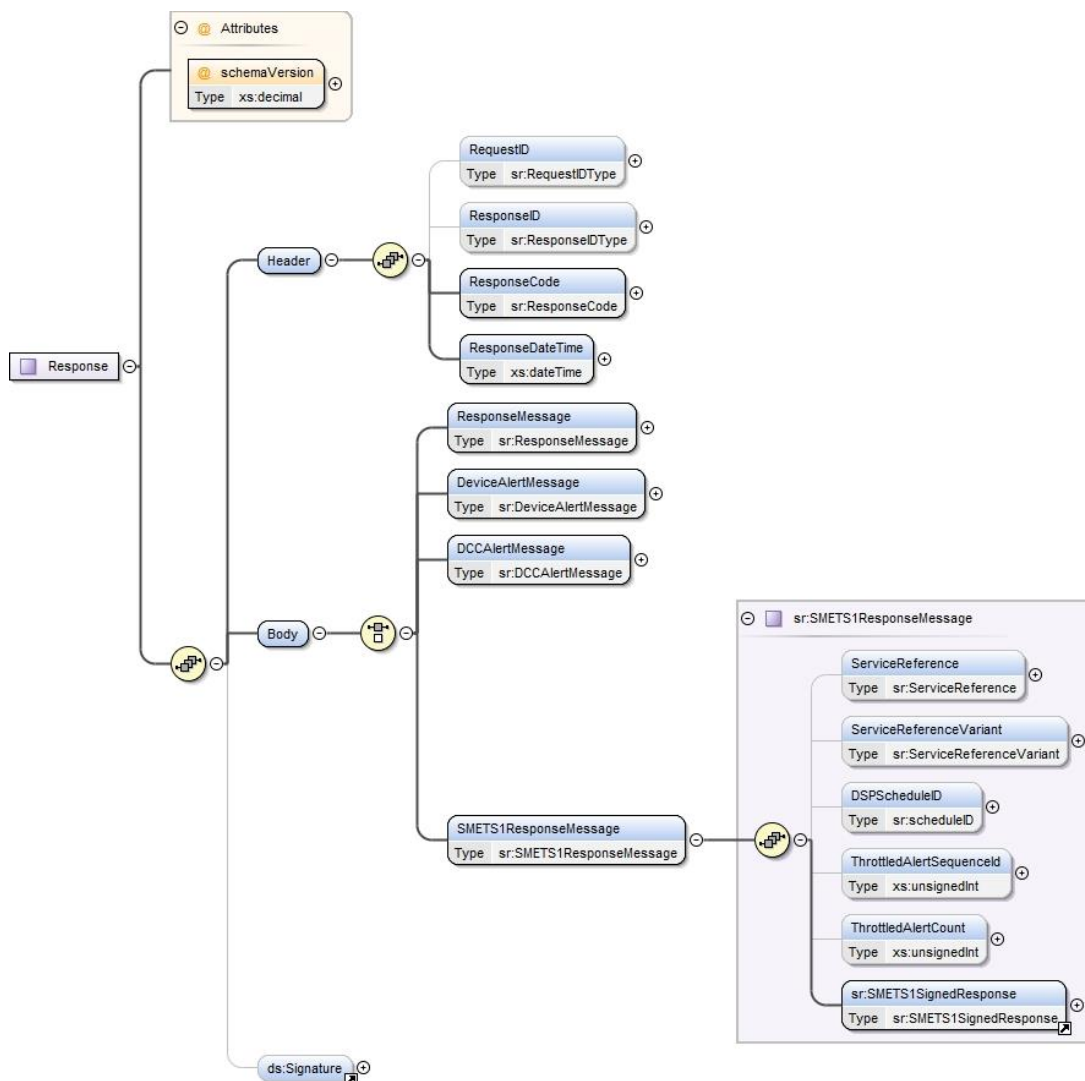 @ Attributes
@ schemaVersion
Type xs:decimal
RequestID
Type sr:RequestIDType
ResponseID
Type sr:ResponseIDType
Header
ResponseCode
Type sr:ResponseCode
ResponseDateTime
Type xs:dateTime
Response
ResponseMessage
Type sr:ResponseMessage
DeviceAlertMessage
Type sr:DeviceAlertMessage
DCCAlertMessage
Type sr:DCCAlertMessage
Body
sr:SMETS1ResponseMessage
ServiceReference
Type sr:ServiceReference
ServiceReferenceVariant
Type sr:ServiceReferenceVariant
DSPScheduleID
Type sr:scheduleID
SMETS1ResponseMessage
Type sr:SMETS1ResponseMessage
ThrottledAlertSequenceId
Type xs:unsignedInt
ThrottledAlertCount
Type xs:unsignedInt
sr:SMETS1SignedResponse
Type sr:SMETS1SignedResponse
ds:Signature